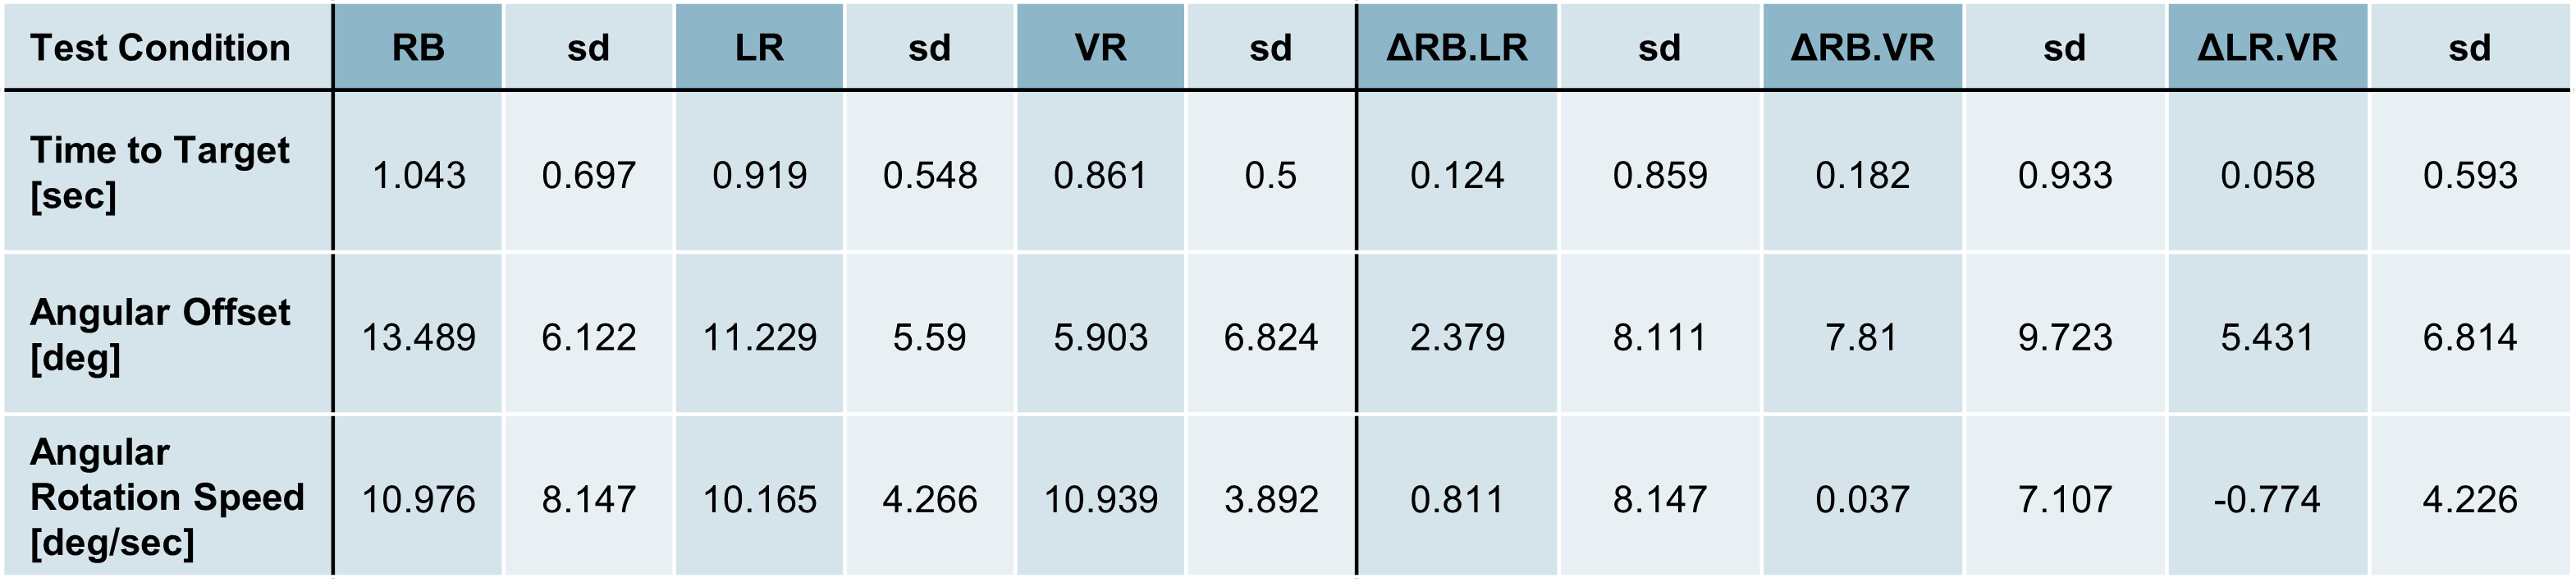 Test Condition RB sd LR sd VR sd ΔRB.LR sd ΔRB.VR sd ΔLR.VR sd
Time to Target
[sec] 1.043 0.697 0.919 0.548 0.861 0.5 0.124 0.859 0.182 0.933 0.058 0.593
Angular Offset
[deg] 13.489 6.122 11.229 5.59 5.903 6.824 2.379 8.111 7.81 9.723 5.431 6.814
Angular
Rotation Speed 10.976 8.147 10.165 4.266 10.939 3.892 0.811 8.147 0.037 7.107 -0.774 4.226
[deg/sec]